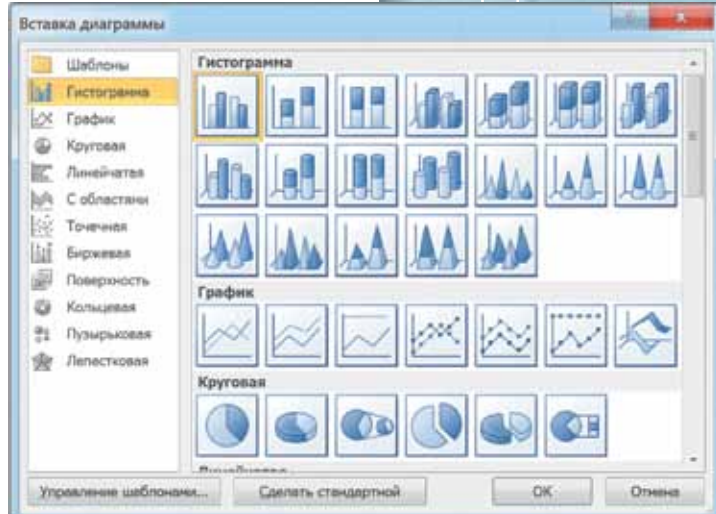 Вставка диаграммы
Шаблоны
Гистограмма
График
Круговая
Линейчатая
С областями
Точечная
Биржевая
Поверхность
Кольцевая
Пузырьковая
Лепестковая
Гистограмма
График
Круговая
Управление шаблонами...
Сделать стандартной
ОК
Отмена